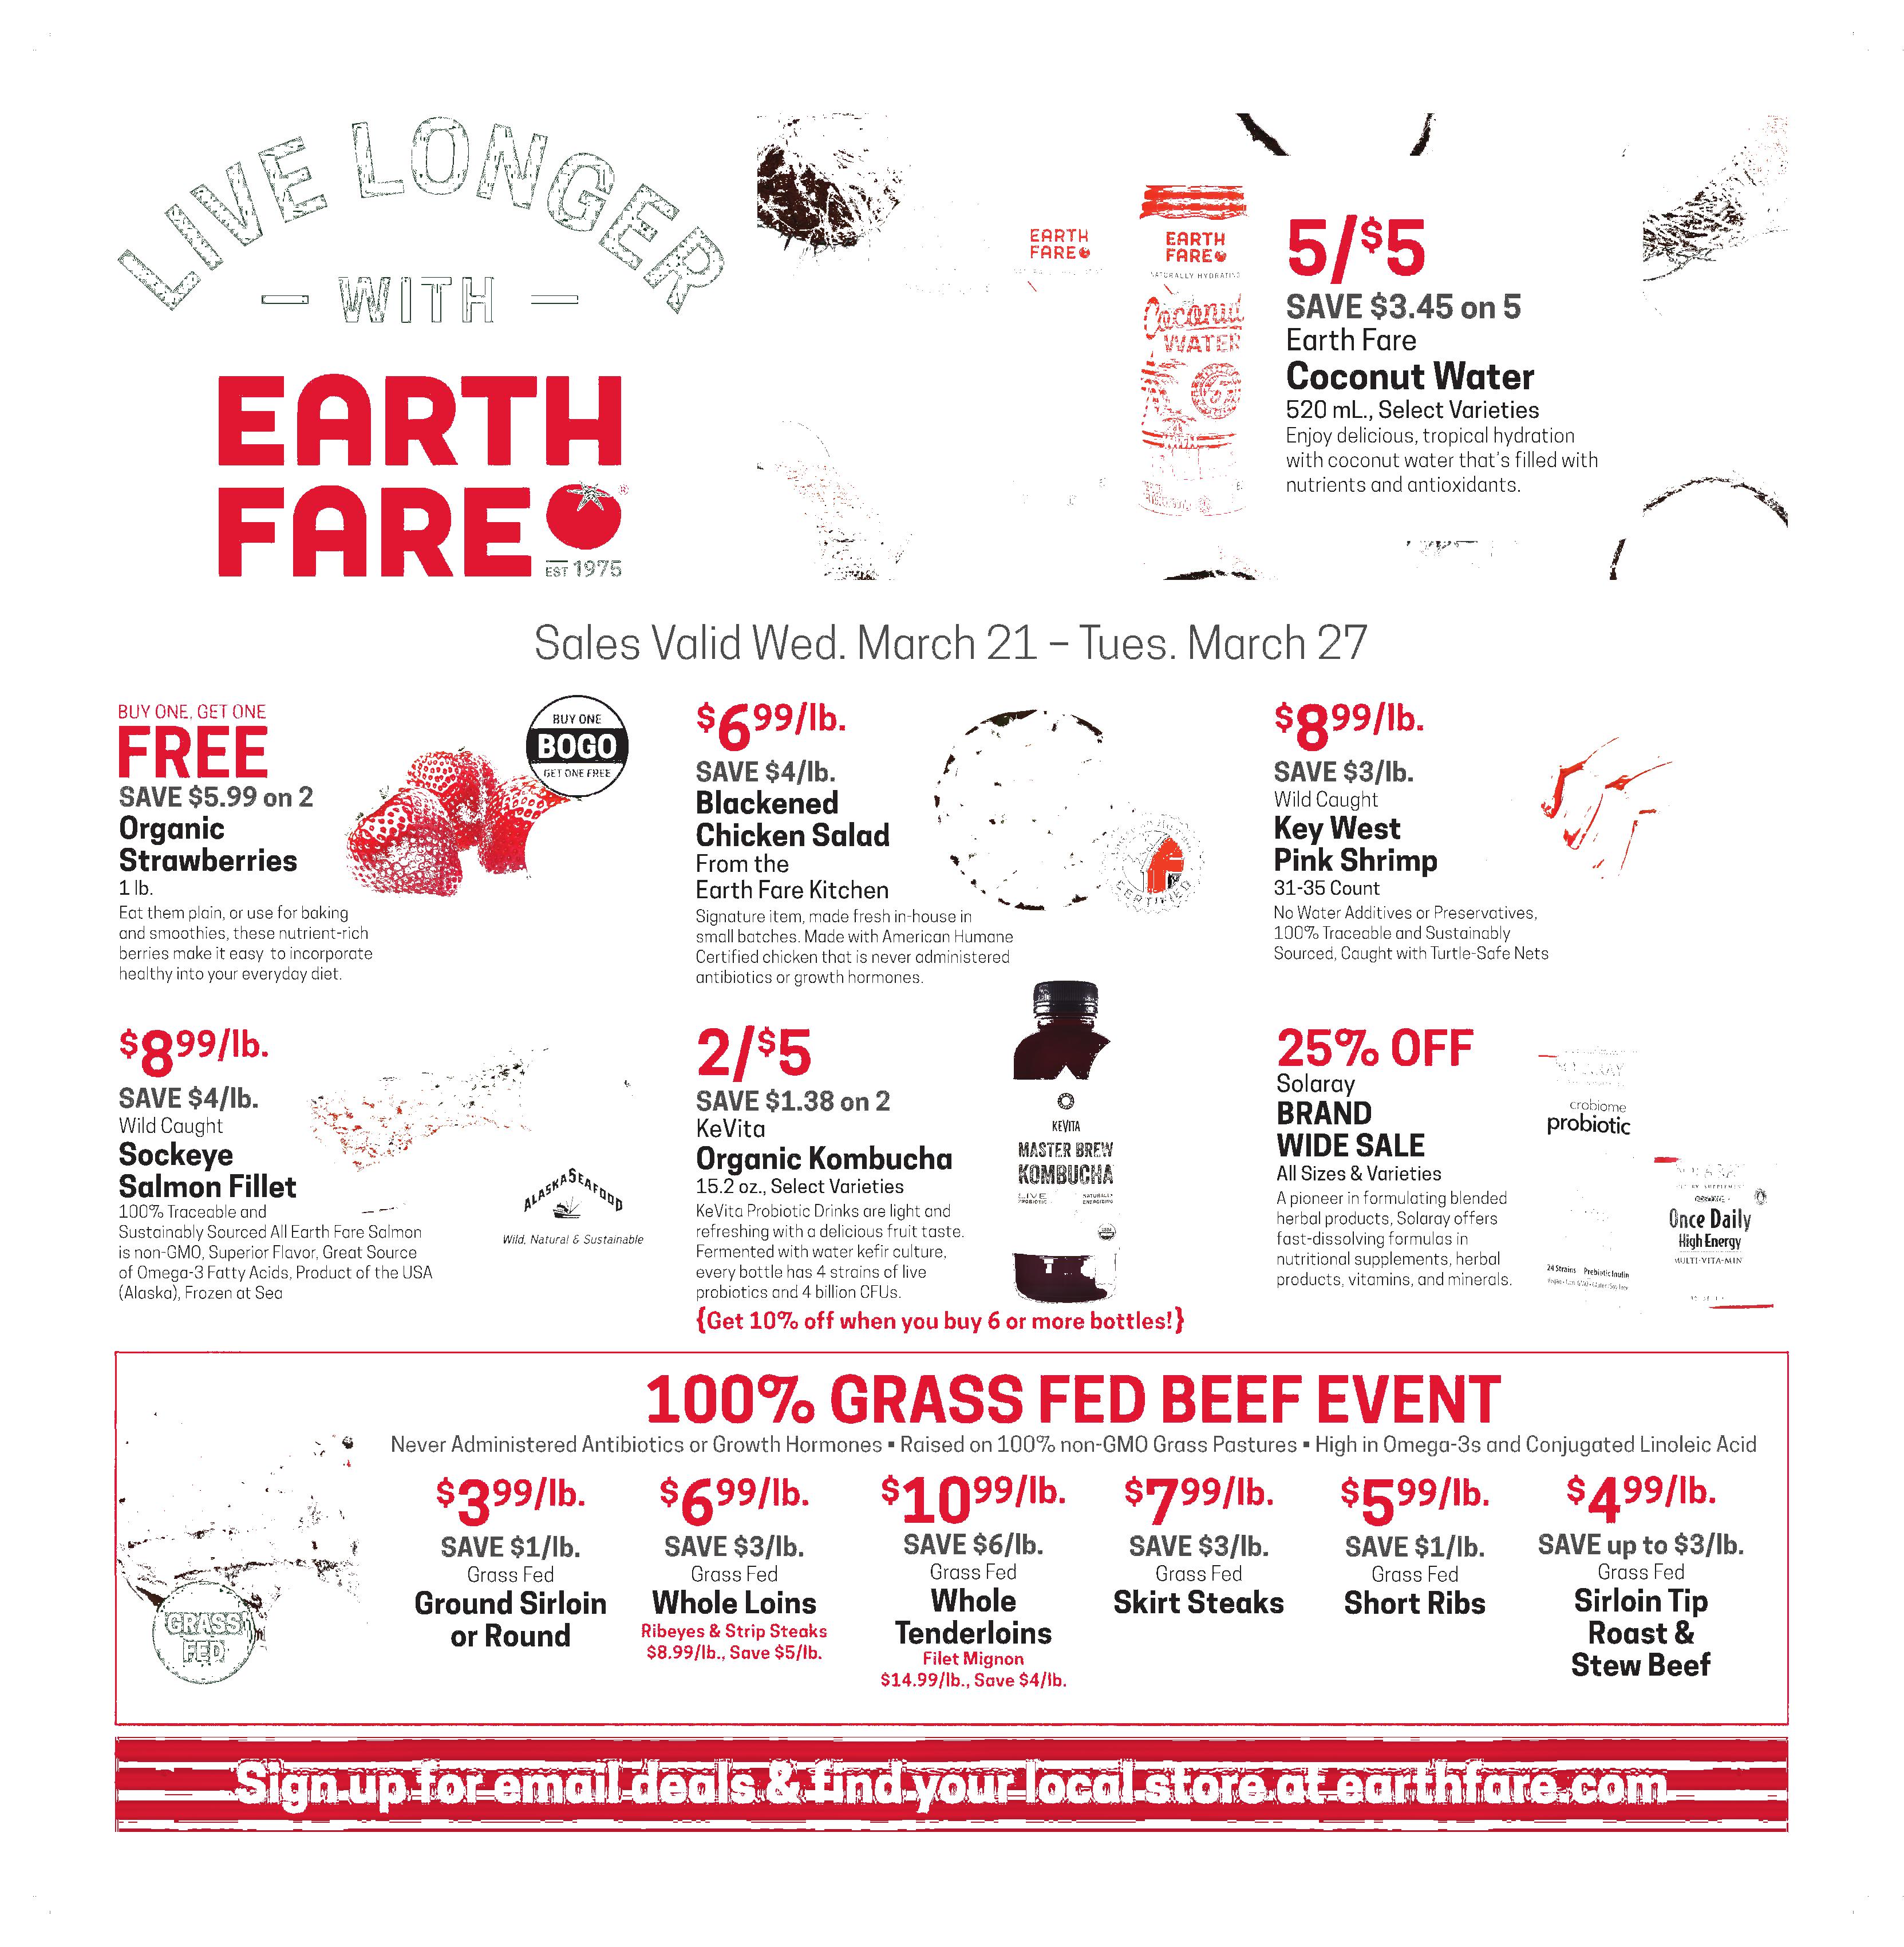 LIVE LONGER
WITH
EARTH
FARE®
EST 1975
EARTH
FARE
EARTH
FARE
NATURALLY HYDRATING
Coconut
WATER
5/$5
SAVE $3.45 on 5
Earth Fare
Coconut Water
520 mL., Select Varieties
Enjoy delicious, tropical hydration
with coconut water that's filled with
nutrients and antioxidants.
Sales Valid Wed. March 21 – Tues. March 27
BUY ONE, GET ONE
FREE
SAVE $5.99 on 2
Organic
Strawberries
1 lb.
Eat them plain, or use for baking
and smoothies, these nutrient-rich
berries make it easy to incorporate
healthy into your everyday diet.
BUY ONE
BOGO
GET ONE FREE
$699/lb.
SAVE $4/lb.
Blackened
Chicken Salad
From the
Earth Fare Kitchen
Signature item, made fresh in-house in
small batches. Made with American Humane
Certified chicken that is never administered
antibiotics or growth hormones.
CERTIFIED
$899/lb.
SAVE $3/lb.
Wild Caught
Key West
Pink Shrimp
31-35 Count
No Water Additives or Preservatives,
100% Traceable and Sustainably
Sourced, Caught with Turtle-Safe Nets
$899/lb.
SAVE $4/lb.
Wild Caught
Sockeye
Salmon Fillet
100% Traceable and
Sustainably Sourced All Earth Fare Salmon
is non-GMO, Superior Flavor, Great Source
of Omega-3 Fatty Acids, Product of the USA
(Alaska), Frozen at Sea
ALASKA SEAFOOD
Wild, Natural & Sustainable
2/$5
SAVE $1.38 on 2
KeVita
Organic Kombucha
15.2 oz., Select Varieties
KeVita Probiotic Drinks are light and
refreshing with a delicious fruit taste.
Fermented with water kefir culture,
every bottle has 4 strains of live
probiotics and 4 billion CFUs.
{Get 10% off when you buy 6 or more bottles!}
KEVITA
MASTER BREW
KOMBUCHA
LIVE PROBIOTIC
NATURALLY ENERGIZING
25% OFF
Solaray
BRAND
WIDE SALE
All Sizes & Varieties
A pioneer in formulating blended
herbal products, Solaray offers
fast-dissolving formulas in
nutritional supplements, herbal
products, vitamins, and minerals.
crobiome
probiotic
24 Strains Prebiotic Inulin
Once Daily
High Energy
MULTI-VITA-MIN
100% GRASS FED BEEF EVENT
Never Administered Antibiotics or Growth Hormones ▪ Raised on 100% non-GMO Grass Pastures ▪ High in Omega-3s and Conjugated Linoleic Acid
GRASS
FED
$399/lb.
SAVE $1/lb.
Grass Fed
Ground Sirloin
or Round
$699/lb.
SAVE $3/lb.
Grass Fed
Whole Loins
Ribeyes & Strip Steaks
$8.99/lb., Save $5/lb.
$1099/lb.
SAVE $6/lb.
Grass Fed
Whole
Tenderloins
Filet Mignon
$14.99/lb., Save $4/lb.
$799/lb.
SAVE $3/lb.
Grass Fed
Skirt Steaks
$599/lb.
SAVE $1/lb.
Grass Fed
Short Ribs
$499/lb.
SAVE up to $3/lb.
Grass Fed
Sirloin Tip
Roast &
Stew Beef
Sign up for email deals & find your local store at earthfare.com